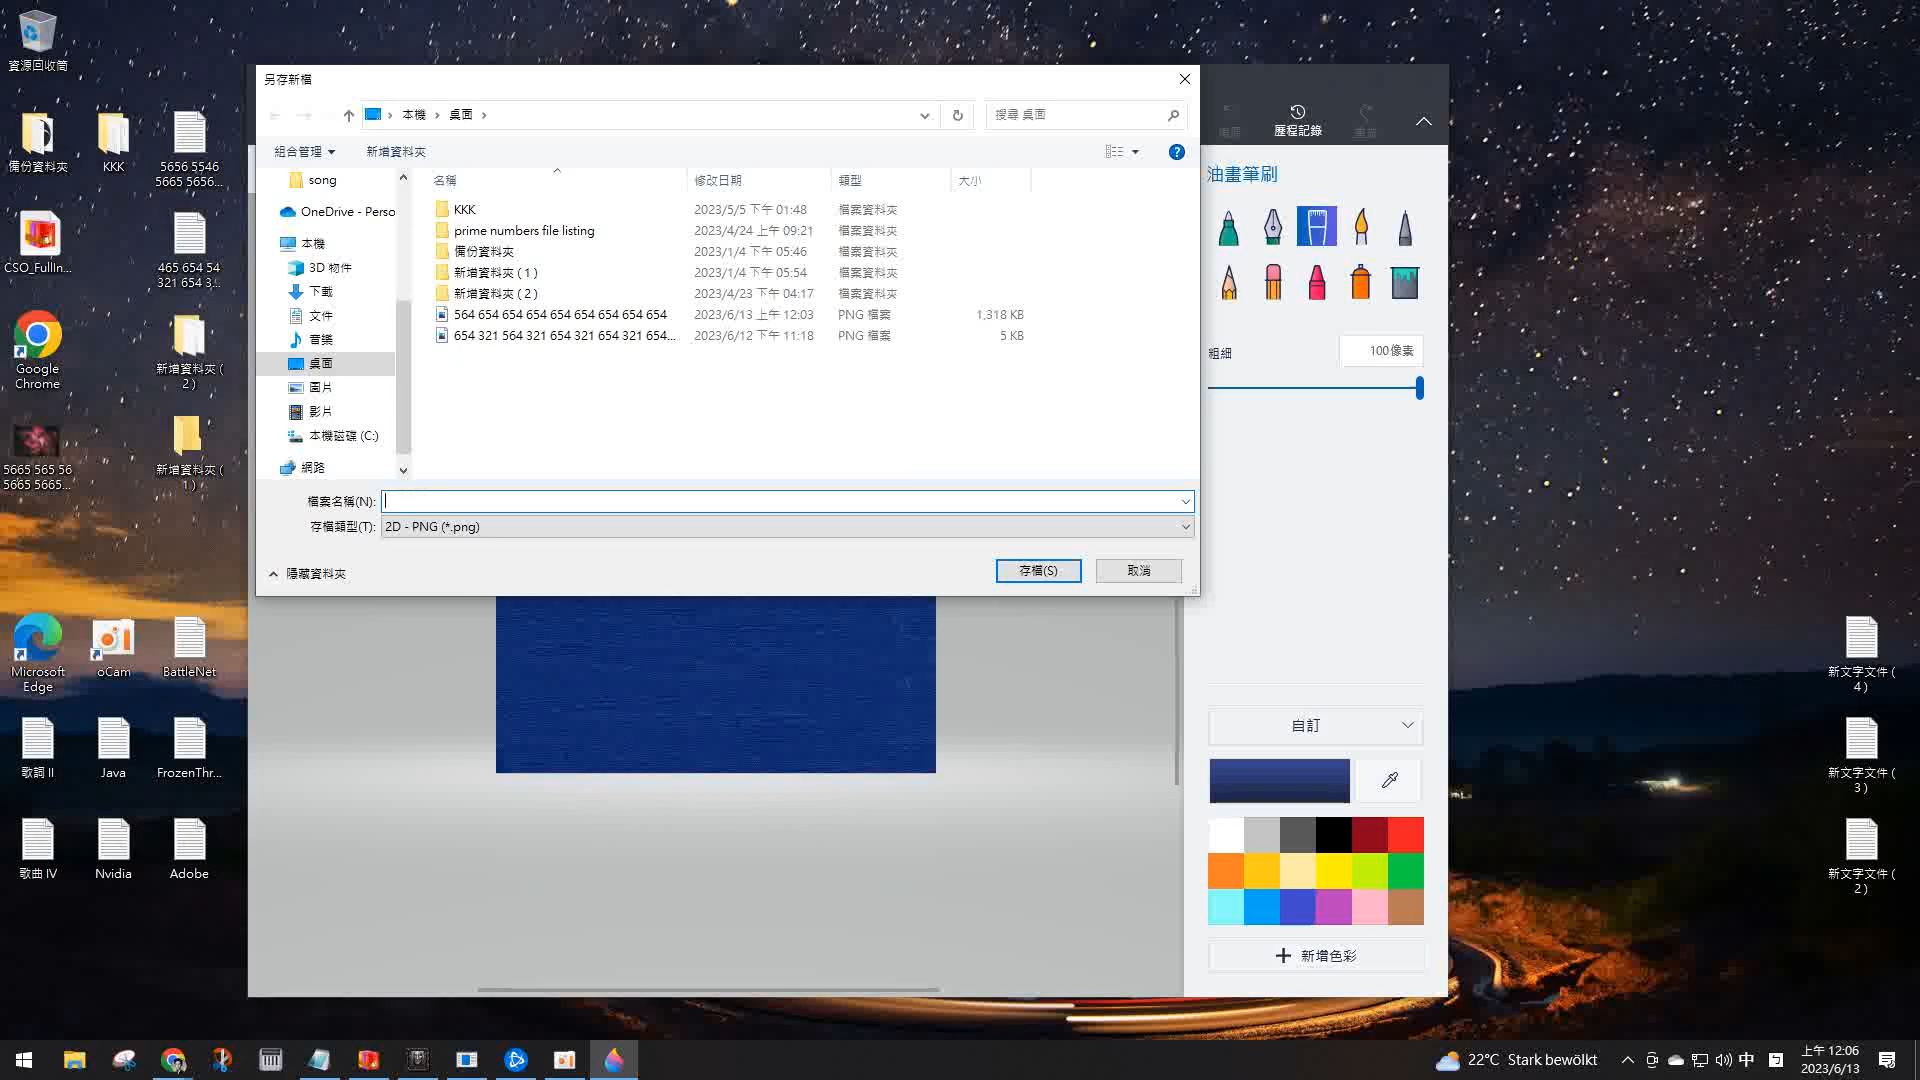 資源回收筒
備份資料夾
KKK
5656 5546
5665 5656...
CSO_FullIn...
465 654 54
321 654 3...
Google
Chrome
新增資料夾 (
2 )
5665 565 56
5665 5665...
新增資料夾 (
1 )
Microsoft
Edge
oCam
BattleNet
歌詞 II
Java
FrozenThr...
歌曲 IV
Nvidia
Adobe
另存新檔
本機
桌面
搜尋 桌面
組合管理
新增資料夾
song
OneDrive - Perso
本機
3D 物件
下載
文件
音樂
桌面
圖片
影片
本機磁碟 (C:)
網路
名稱
修改日期
類型
大小
KKK
2023/5/5 下午 01:48
檔案資料夾
prime numbers file listing
2023/4/24 上午 09:21
檔案資料夾
備份資料夾
2023/1/4 下午 05:46
檔案資料夾
新增資料夾 ( 1 )
2023/1/4 下午 05:54
檔案資料夾
新增資料夾 ( 2 )
2023/4/23 下午 04:17
檔案資料夾
564 654 654 654 654 654 654 654 654
2023/6/13 上午 12:03
PNG 檔案
1,318 KB
654 321 564 321 654 321 654 321 654...
2023/6/12 下午 11:18
PNG 檔案
5 KB
檔案名稱(N):
存檔類型(T):
2D - PNG (*.png)
隱藏資料夾
存檔(S)
取消
復原
歷程記錄
重做
油畫筆刷
粗細
100像素
自訂
新增色彩
新文字文件 (
4 )
新文字文件 (
3 )
新文字文件 (
2 )
22°C Stark bewölkt
中
上午 12:06
2023/6/13